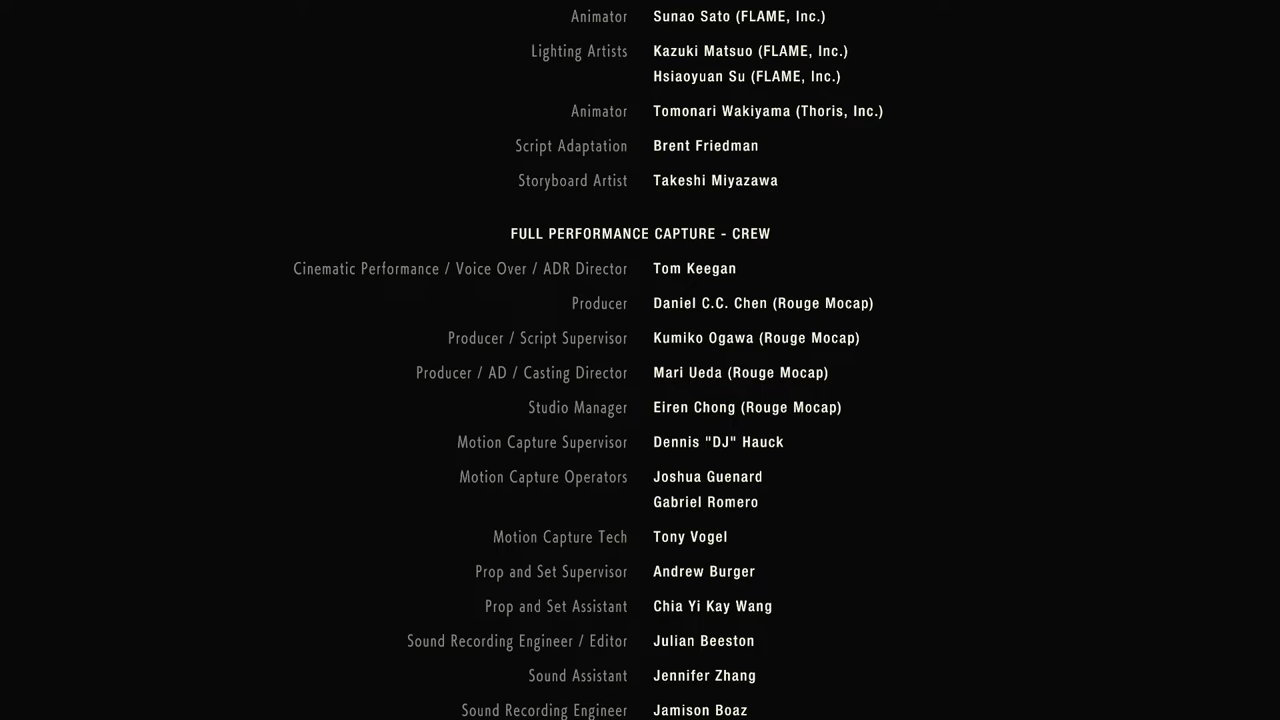 Animator Sunao Sato (FLAME, Inc.)
Lighting Artists Kazuki Matsuo (FLAME, Inc.)
Hsiaoyuan Su (FLAME, Inc.)
Animator Tomonari Wakiyama (Thoris, Inc.)
Script Adaptation Brent Friedman
Storyboard Artist Takeshi Miyazawa
FULL PERFORMANCE CAPTURE - CREW
Cinematic Performance / Voice Over / ADR Director Tom Keegan
Producer Daniel C.C. Chen (Rouge Mocap)
Producer / Script Supervisor Kumiko Ogawa (Rouge Mocap)
Producer / AD / Casting Director Mari Ueda (Rouge Mocap)
Studio Manager Eiren Chong (Rouge Mocap)
Motion Capture Supervisor Dennis "DJ" Hauck
Motion Capture Operators Joshua Guenard
Gabriel Romero
Motion Capture Tech Tony Vogel
Prop and Set Supervisor Andrew Burger
Prop and Set Assistant Chia Yi Kay Wang
Sound Recording Engineer / Editor Julian Beeston
Sound Assistant Jennifer Zhang
Sound Recording Engineer Jamison Boaz